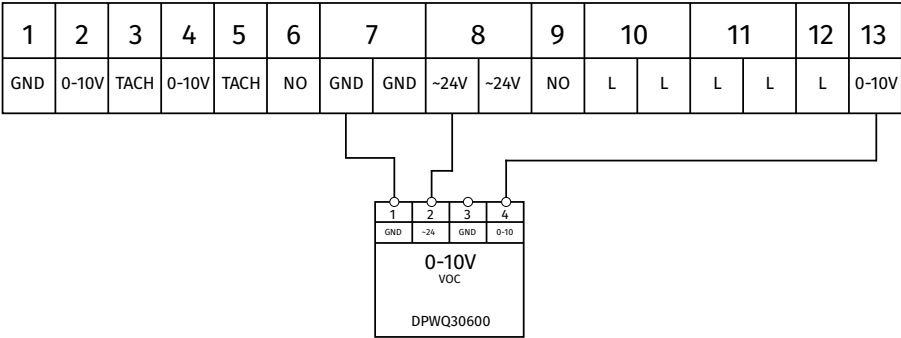 1 2 3 4 5 6 7 8 9 10 11 12 13
GND 0-10V TACH 0-10V TACH NO GND GND ~24V ~24V NO L L L L L 0-10V
1 2 3 4
GND ~24 GND 0-10
0-10V
VOC
DPWQ30600